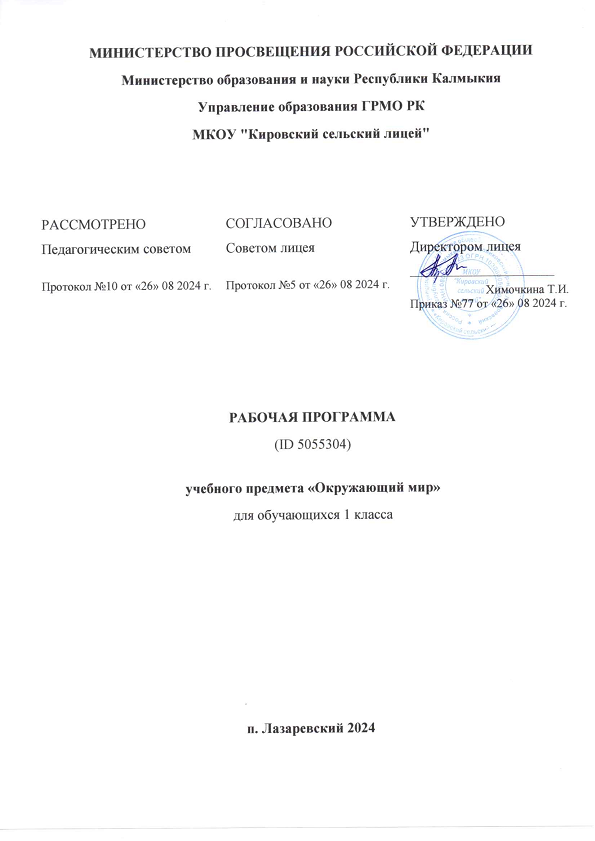 МИНИСТЕРСТВО ПРОСВЕЩЕНИЯ РОССИЙСКОЙ ФЕДЕРАЦИИ
Министерство образования и науки Республики Калмыкия
Управление образования ГРМО РК
МКОУ "Кировский сельский лицей"
РАССМОТРЕНО
Педагогическим советом
Протокол №10 от «26» 08 2024 г.
СОГЛАСОВАНО
Советом лицея
Протокол №5 от «26» 08 2024 г.
УТВЕРЖДЕНО
Директором лицея
Химочкина Т.И.
Приказ №77 от «26» 08 2024 г.
"Кировский
сельский
РАБОЧАЯ ПРОГРАММА
(ID 5055304)
учебного предмета «Окружающий мир»
для обучающихся 1 класса
п. Лазаревский 2024